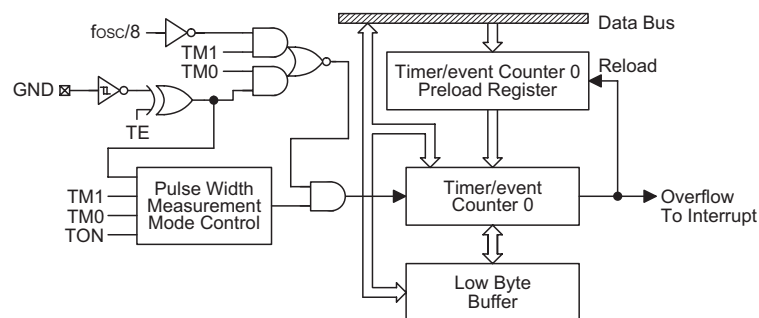 fOSC/8
TM1
TM0
GND
TE
TM1
TM0
TON
Pulse Width
Measurement
Mode Control
Data Bus
Timer/event Counter 0
Preload Register
Reload
Timer/event
Counter 0
Overflow
To Interrupt
Low Byte
Buffer